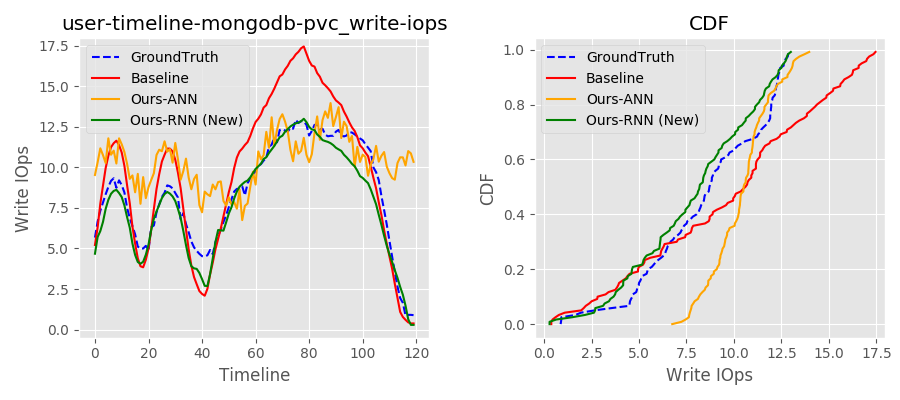 user-timeline-mongodb-pvc_write-iops
GroundTruth
Baseline
Ours-ANN
Ours-RNN (New)
Write IOps
17.5
15.0
12.5
10.0
7.5
5.0
2.5
0.0
0 20 40 60 80 100 120
Timeline
CDF
GroundTruth
Baseline
Ours-ANN
Ours-RNN (New)
CDF
1.0
0.8
0.6
0.4
0.2
0.0
0.0 2.5 5.0 7.5 10.0 12.5 15.0 17.5
Write IOps